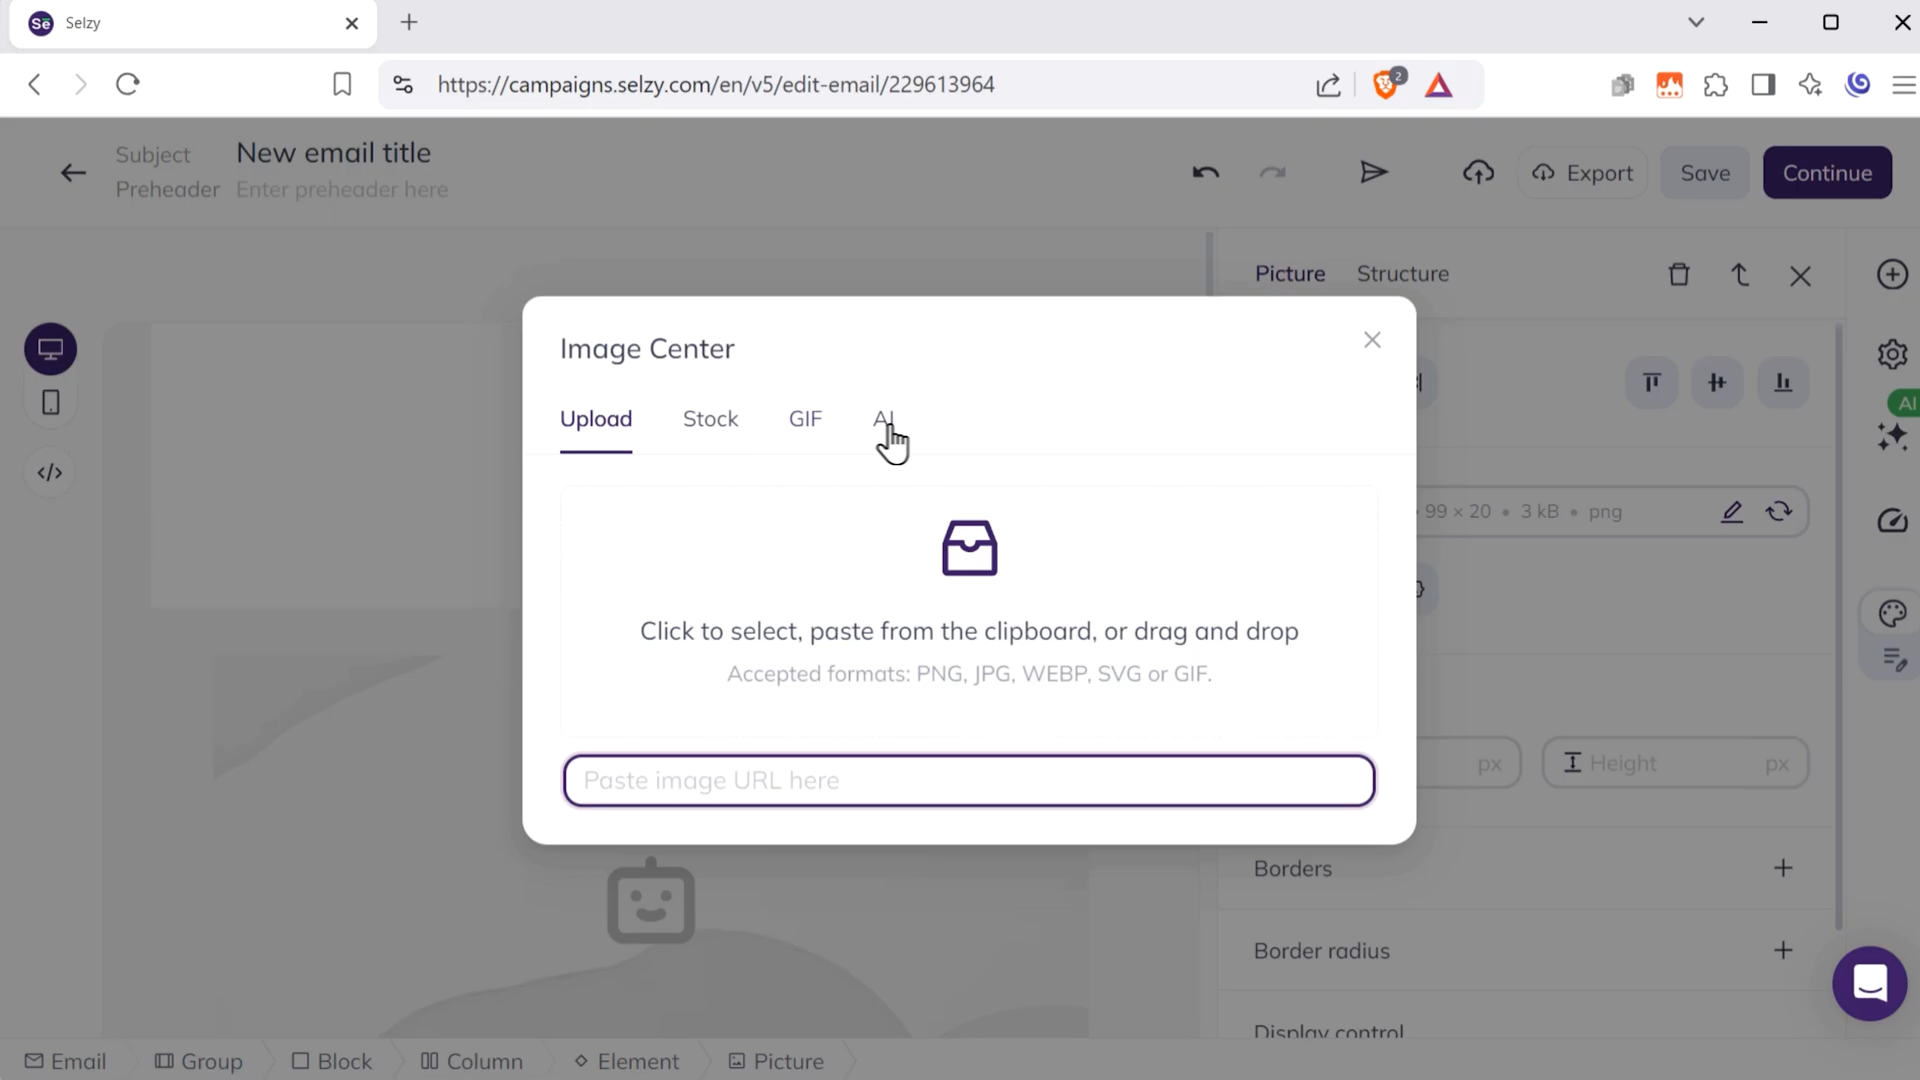 Selzy
https://campaigns.selzy.com/en/v5/edit-email/229613964
2
Subject New email title
Preheader Enter preheader here
Export
Save
Continue
Picture Structure
Image Center
Upload Stock GIF AI
AI
99 × 20 • 3 kB • png
Click to select, paste from the clipboard, or drag and drop
Accepted formats: PNG, JPG, WEBP, SVG or GIF.
px Height px
Paste image URL here
Borders
Border radius
Display control
Email Group Block Column Element Picture